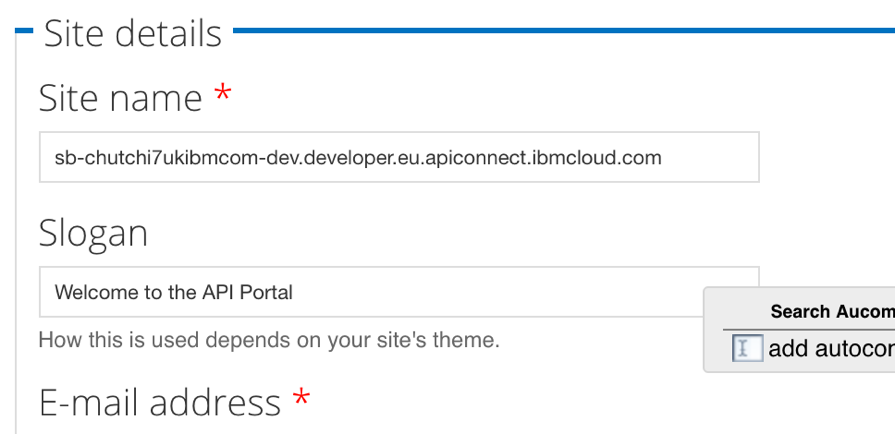 Site details
Site name *
sb-chutchi7ukibmcom-dev.developer.eu.apiconnect.ibmcloud.com
Slogan
Welcome to the API Portal
Search Aucom
How this is used depends on your site's theme.
add autocor
E-mail address *